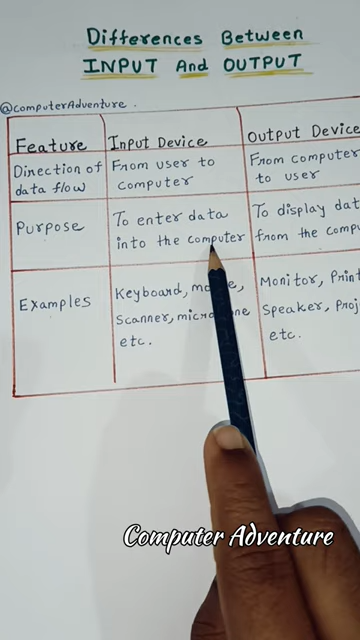 Differences Between
INPUT And OUTPUT
@computerAdventure.
Feature Input Device Output Device
Direction of data flow
From user to computer
From computer to user
Purpose
To enter data into the computer
To display from the
Examples
Keyboard,
Scanner,
etc.
Monitor,
Speaker,
etc.
Computer Adventure